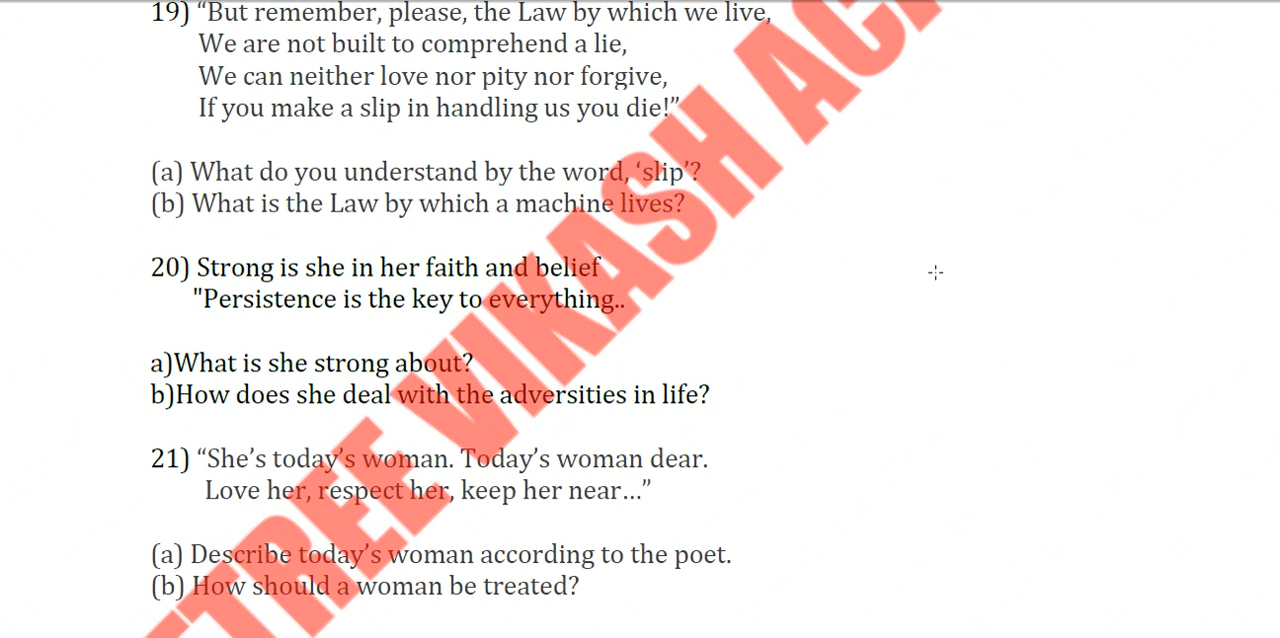 19) “But remember, please, the Law by which we live,
We are not built to comprehend a lie,
We can neither love nor pity nor forgive,
If you make a slip in handling us you die!”
(a) What do you understand by the word, ‘slip’?
(b) What is the Law by which a machine lives?
20) Strong is she in her faith and belief
"Persistence is the key to everything..
a)What is she strong about?
b)How does she deal with the adversities in life?
21) “She’s today’s woman. Today’s woman dear.
Love her, respect her, keep her near…”
(a) Describe today’s woman according to the poet.
(b) How should a woman be treated?
VIKASH